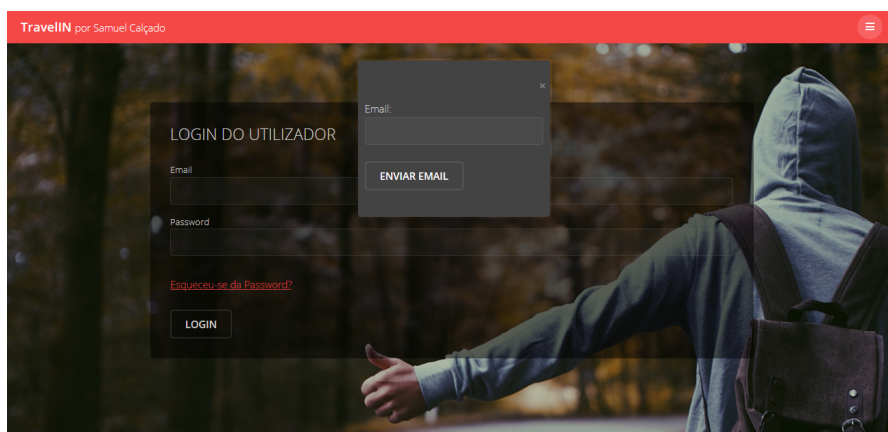 TravelIN por Samuel Calçado
×
Email:
ENVIAR EMAIL
LOGIN DO UTILIZADOR
Email
Password
Esqueceu-se da Password?
LOGIN